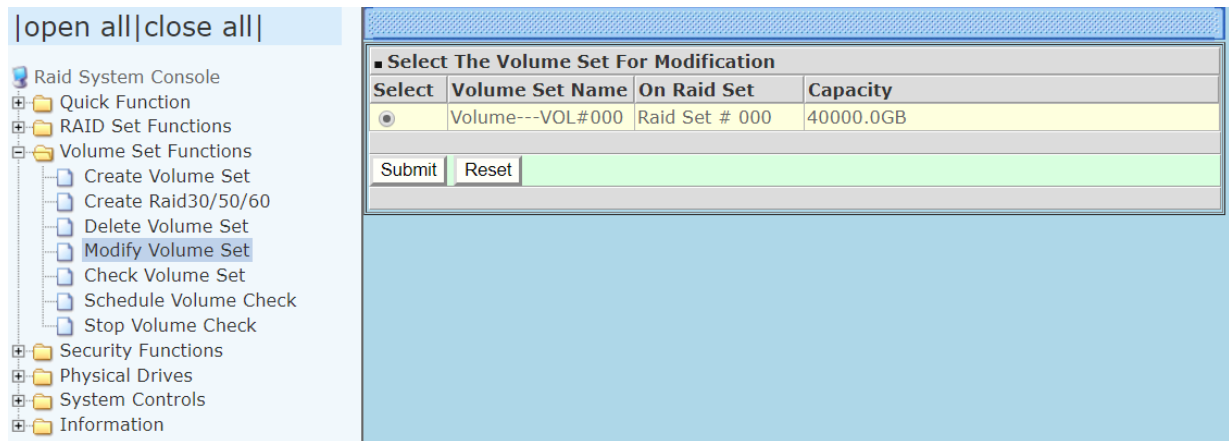 |open all|close all|
Raid System Console
Quick Function
RAID Set Functions
Volume Set Functions
Create Volume Set
Create Raid30/50/60
Delete Volume Set
Modify Volume Set
Check Volume Set
Schedule Volume Check
Stop Volume Check
Security Functions
Physical Drives
System Controls
Information
Select The Volume Set For Modification
Select Volume Set Name On Raid Set Capacity
Volume---VOL#000 Raid Set # 000 40000.0GB
Submit Reset